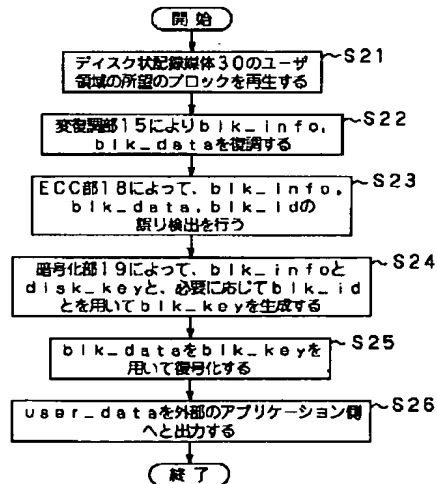 開始
ディスク状記録媒体30のユーザ
領域の所望のブロックを再生する
S21
変復調部15によりblk_info,
blk_dataを復調する
S22
ECC部18によって、blk_info,
blk_data,blk_idの
誤り検出を行う
S23
暗号化部19によって、blk_infoと
disk_keyと、必要に応じてblk_id
とを用いてblk_keyを生成する
S24
blk_dataをblk_keyを
用いて復号化する
S25
user_dataを外部のアプリケーション側
へと出力する
S26
終了